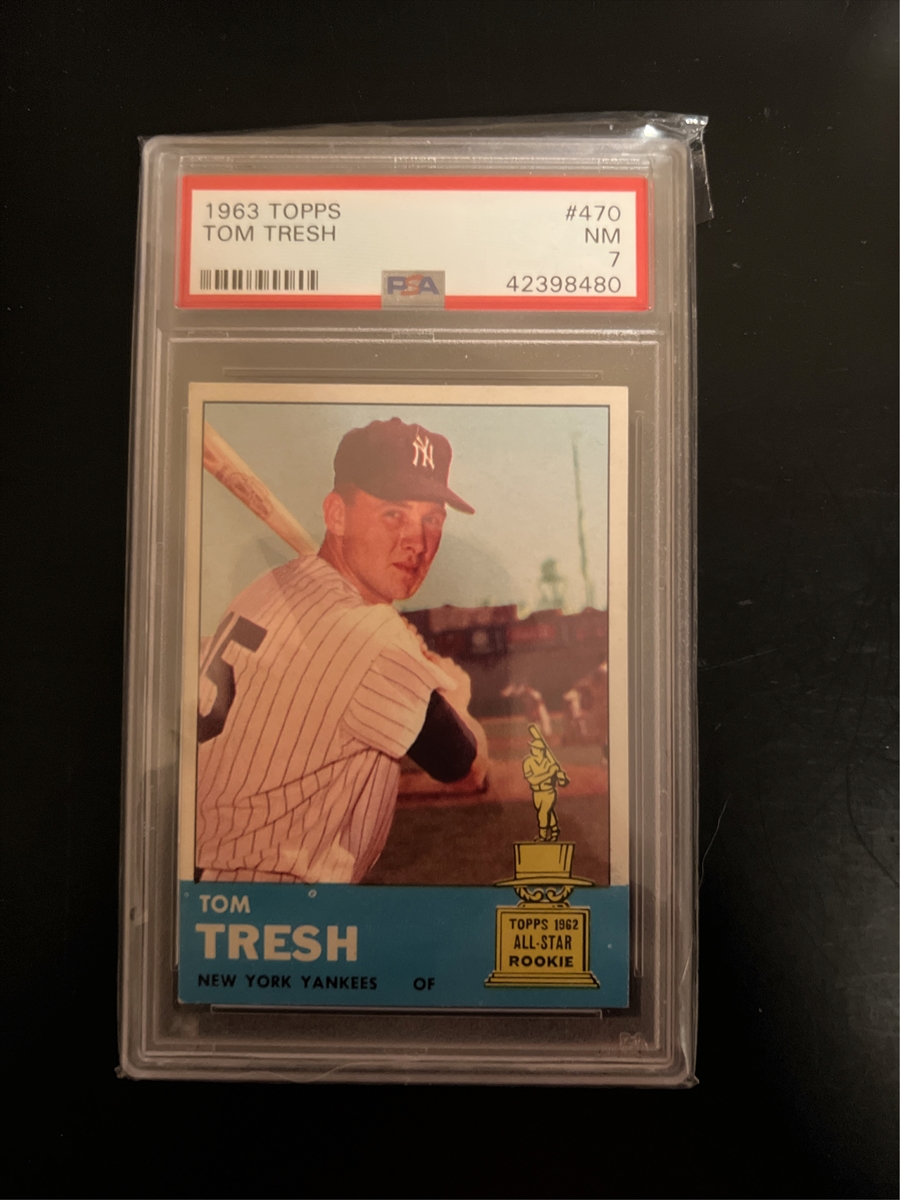 1963 TOPPS #470
TOM TRESH NM
7
42398480
PSA
NY
15
TOM
TRESH
NEW YORK YANKEES OF
TOPPS 1962
ALL-STAR
ROOKIE